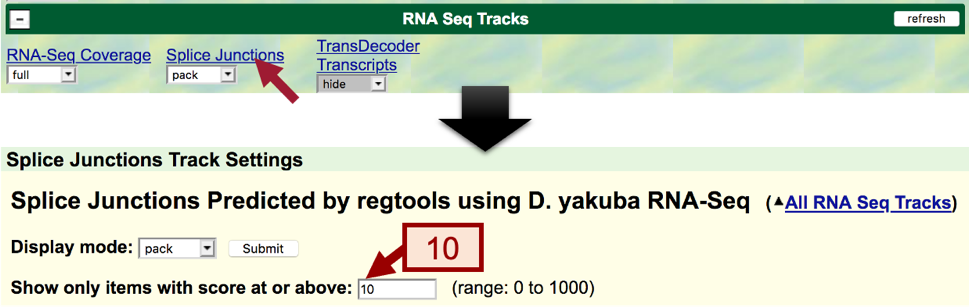 − RNA Seq Tracks refresh
RNA-Seq Coverage Splice Junctions TransDecoder
Transcripts
full pack hide
Splice Junctions Track Settings
Splice Junctions Predicted by regtools using D. yakuba RNA-Seq (▲All RNA Seq Tracks)
Display mode: pack Submit
10
Show only items with score at or above: 10 (range: 0 to 1000)